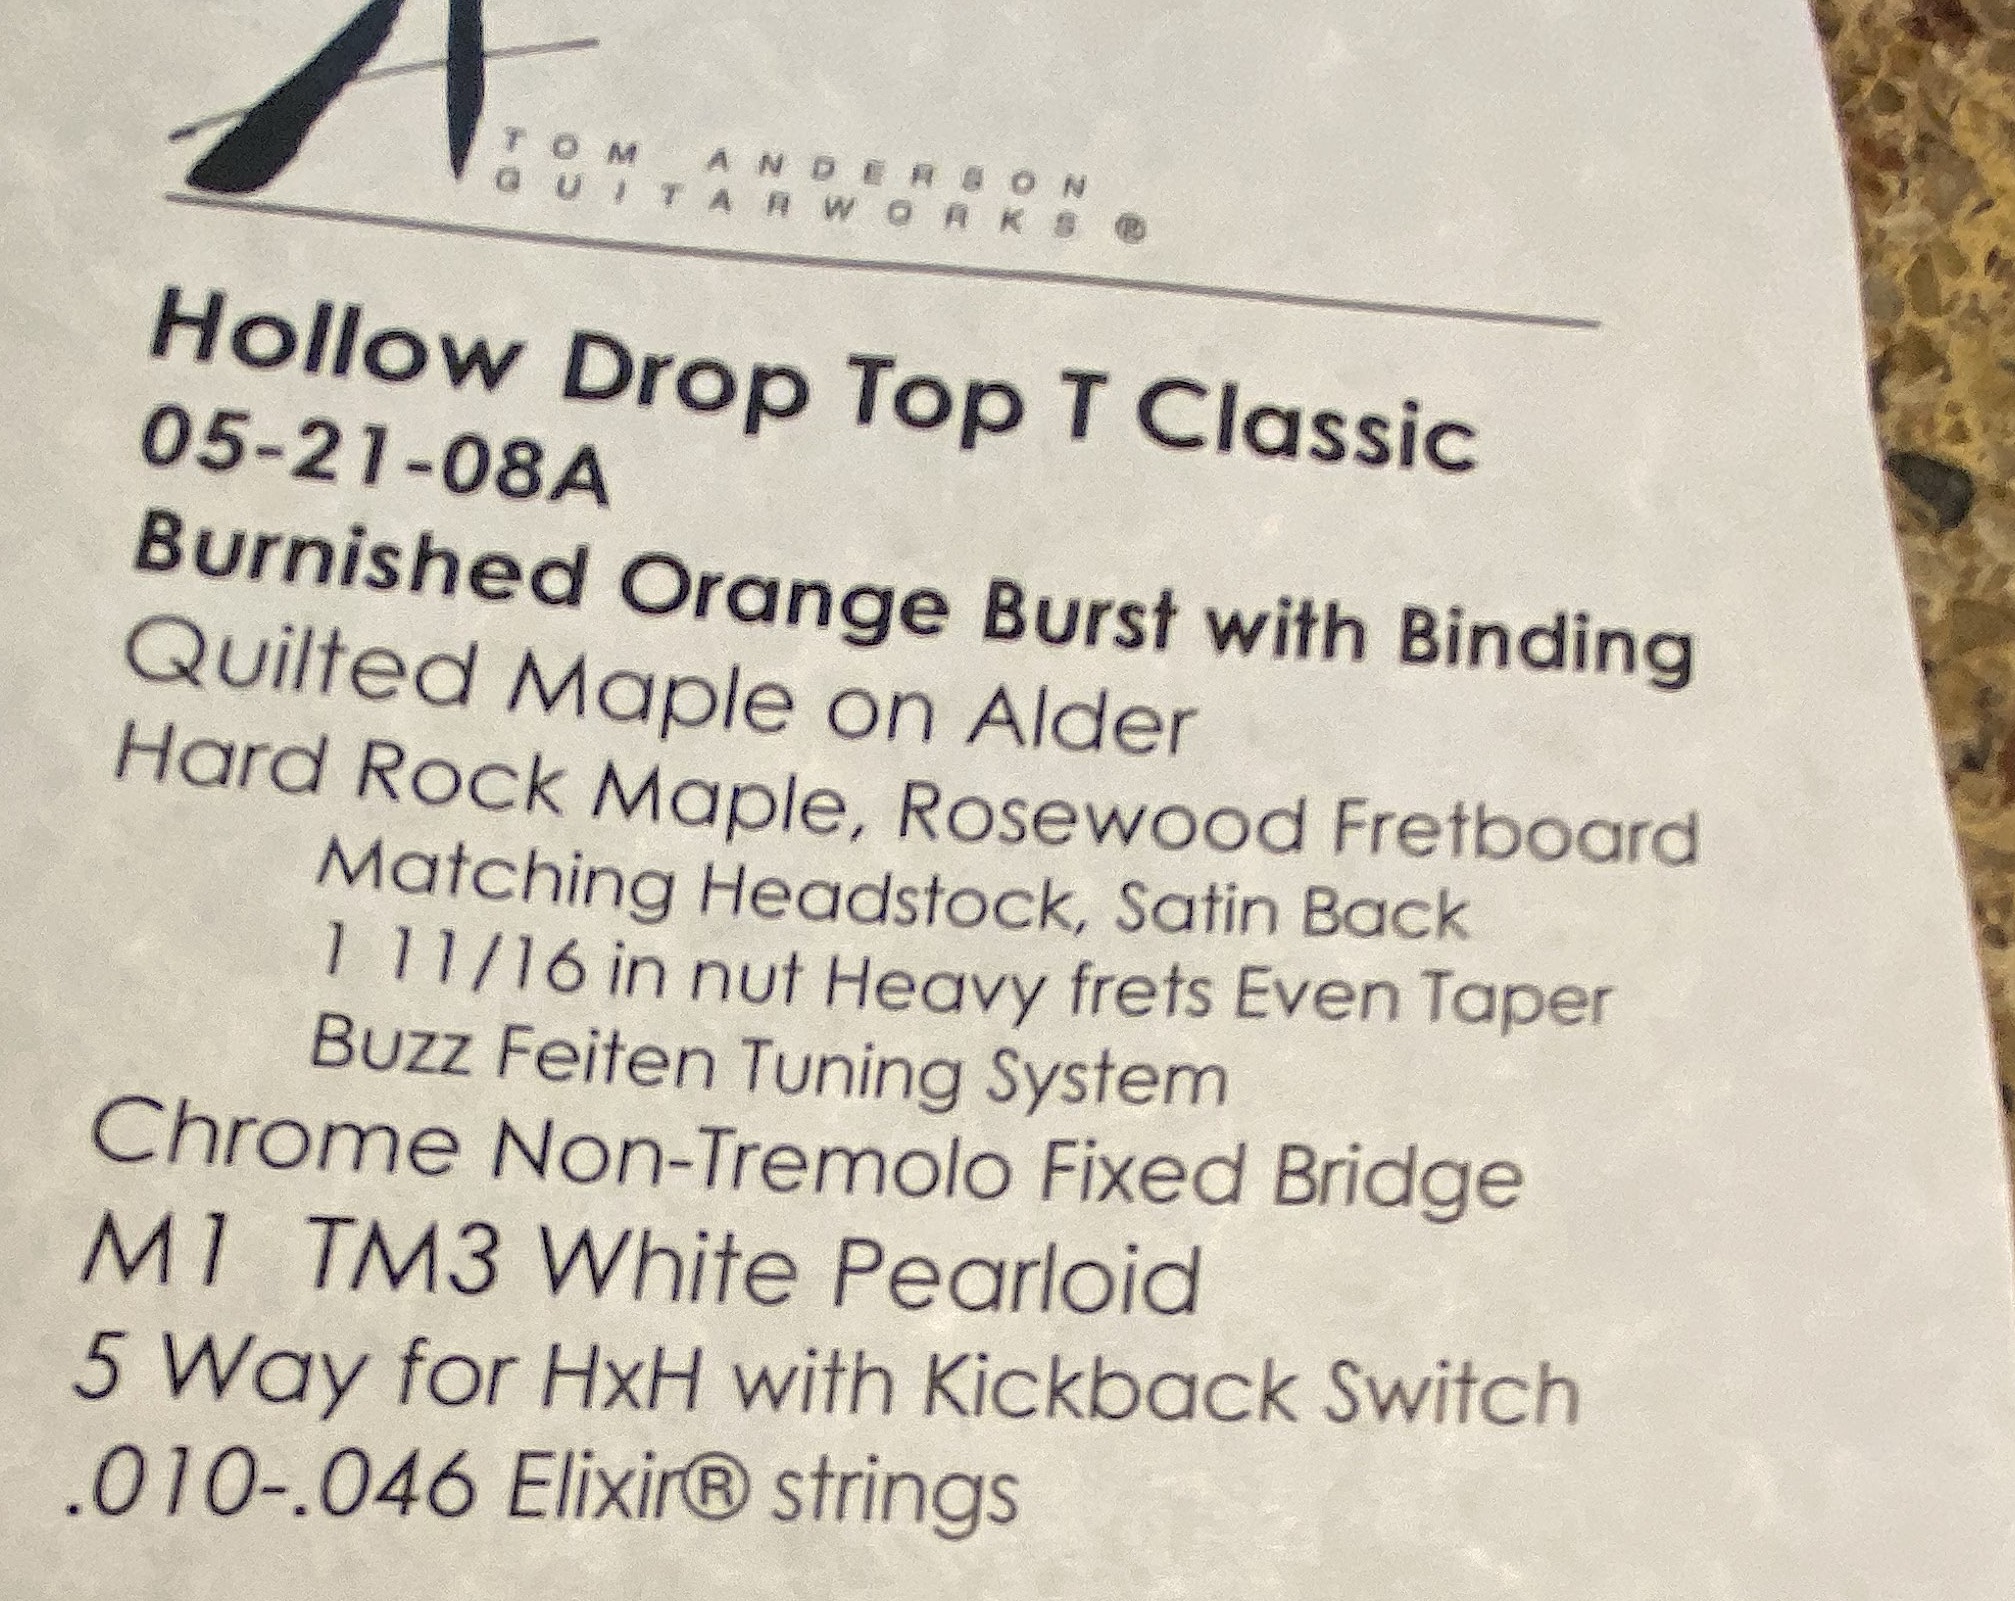 TOM ANDERSON
GUITARWORKS®
Hollow Drop Top T Classic
05-21-08A
Burnished Orange Burst with Binding
Quilted Maple on Alder
Hard Rock Maple, Rosewood Fretboard
Matching Headstock, Satin Back
1 11/16 in nut Heavy frets Even Taper
Buzz Feiten Tuning System
Chrome Non-Tremolo Fixed Bridge
M1 TM3 White Pearloid
5 Way for HxH with Kickback Switch
.010-.046 Elixir® strings